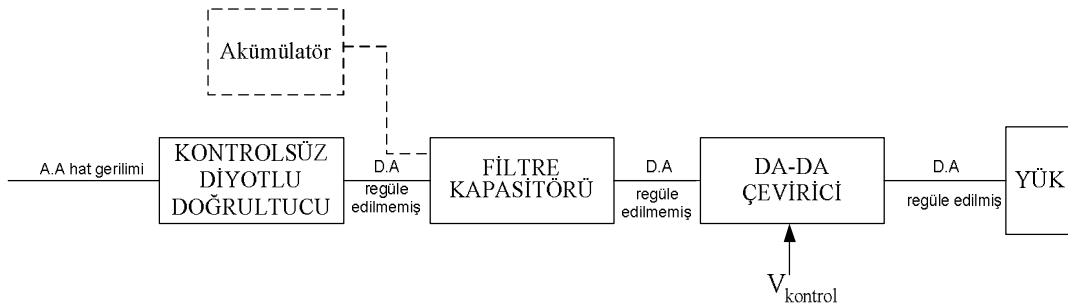 Akümülatör
A.A hat gerilimi
KONTROLSÜZ
DİYOTLU
DOĞRULTUCU
D.A
regüle
edilmemiş
FİLTRE
KAPASİTÖRÜ
D.A
regüle
edilmemiş
DA-DA
ÇEVİRİCİ
D.A
regüle edilmiş
YÜK
Vkontrol